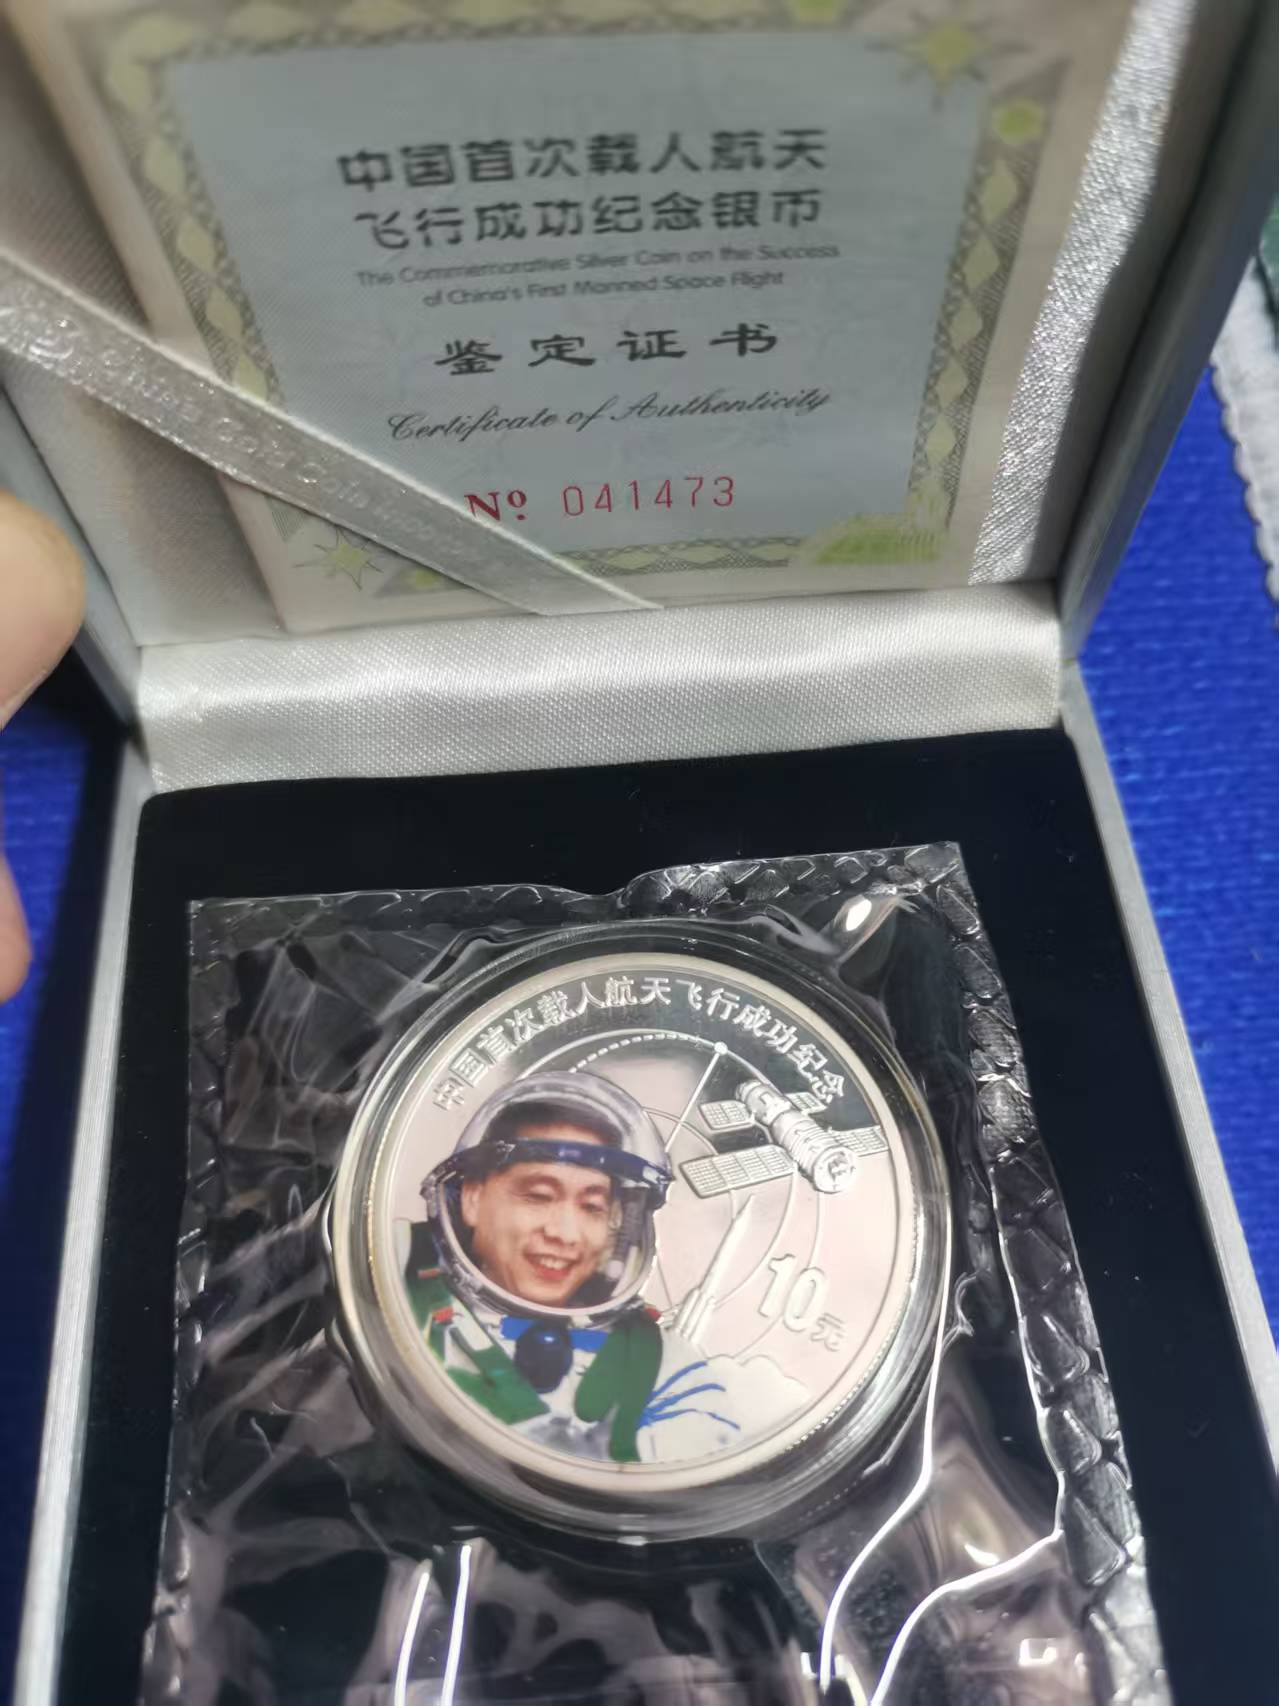 中国首次载人航天
飞行成功纪念银币
The Commemorative Silver Coin on the Success
of China's First Manned Space Flight
鉴定证书
Certificate of Authenticity
Nº 041473
中国首次载人航天飞行成功纪念
10元